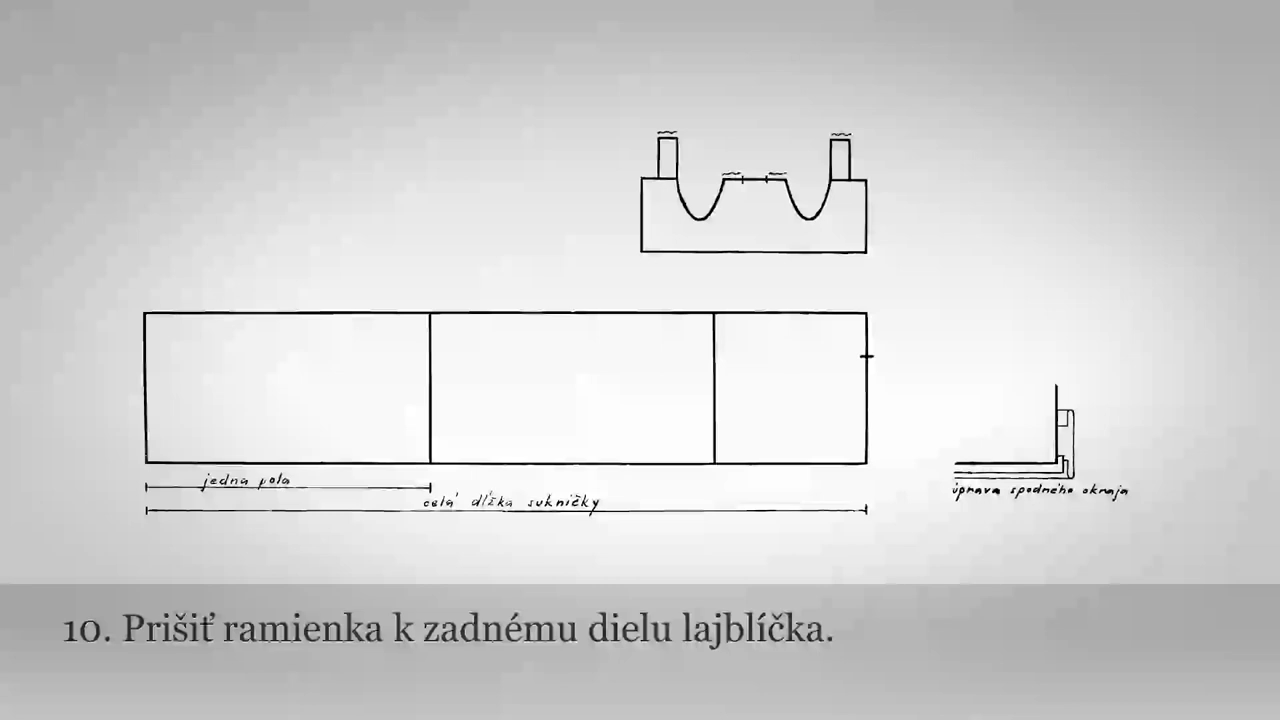 jedna pola
celá dĺžka sukničky
úprava spodného okraja
10. Prišiť ramienka k zadnému dielu lajblíčka.